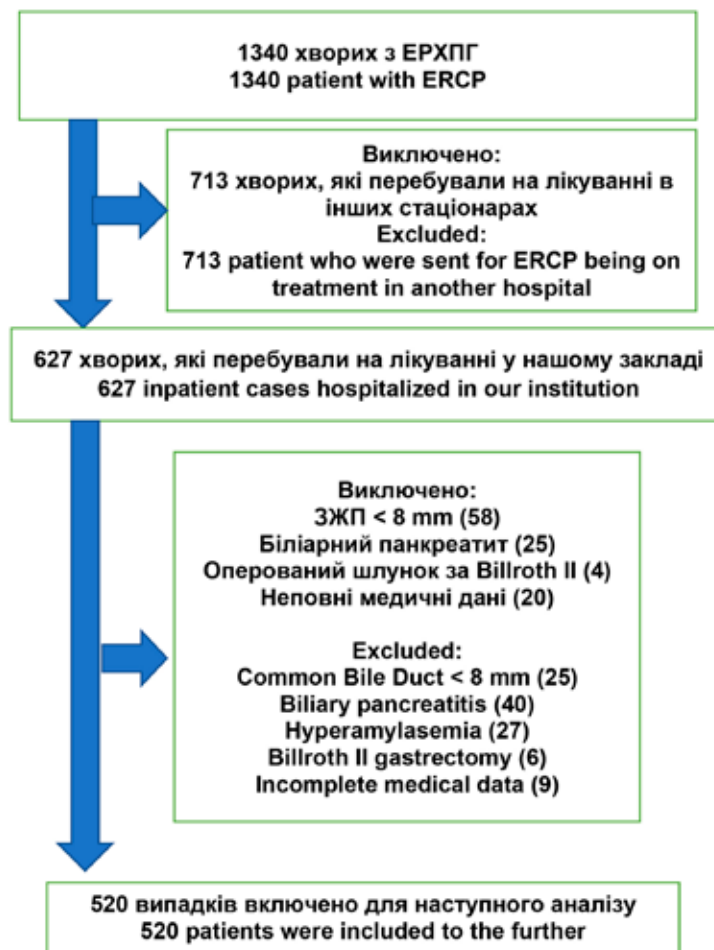 1340 хворих з ЕРХПГ
1340 patient with ERCP
Виключено:
713 хворих, які перебували на лікуванні в
інших стаціонарах
Excluded:
713 patient who were sent for ERCP being on
treatment in another hospital
627 хворих, які перебували на лікуванні у нашому закладі
627 inpatient cases hospitalized in our institution
Виключено:
ЗЖП < 8 mm (58)
Біліарний панкреатит (25)
Оперований шлунок за Billroth II (4)
Неповні медичні дані (20)
Excluded:
Common Bile Duct < 8 mm (25)
Biliary pancreatitis (40)
Hyperamylasemia (27)
Billroth II gastrectomy (6)
Incomplete medical data (9)
520 випадків включено для наступного аналізу
520 patients were included to the further